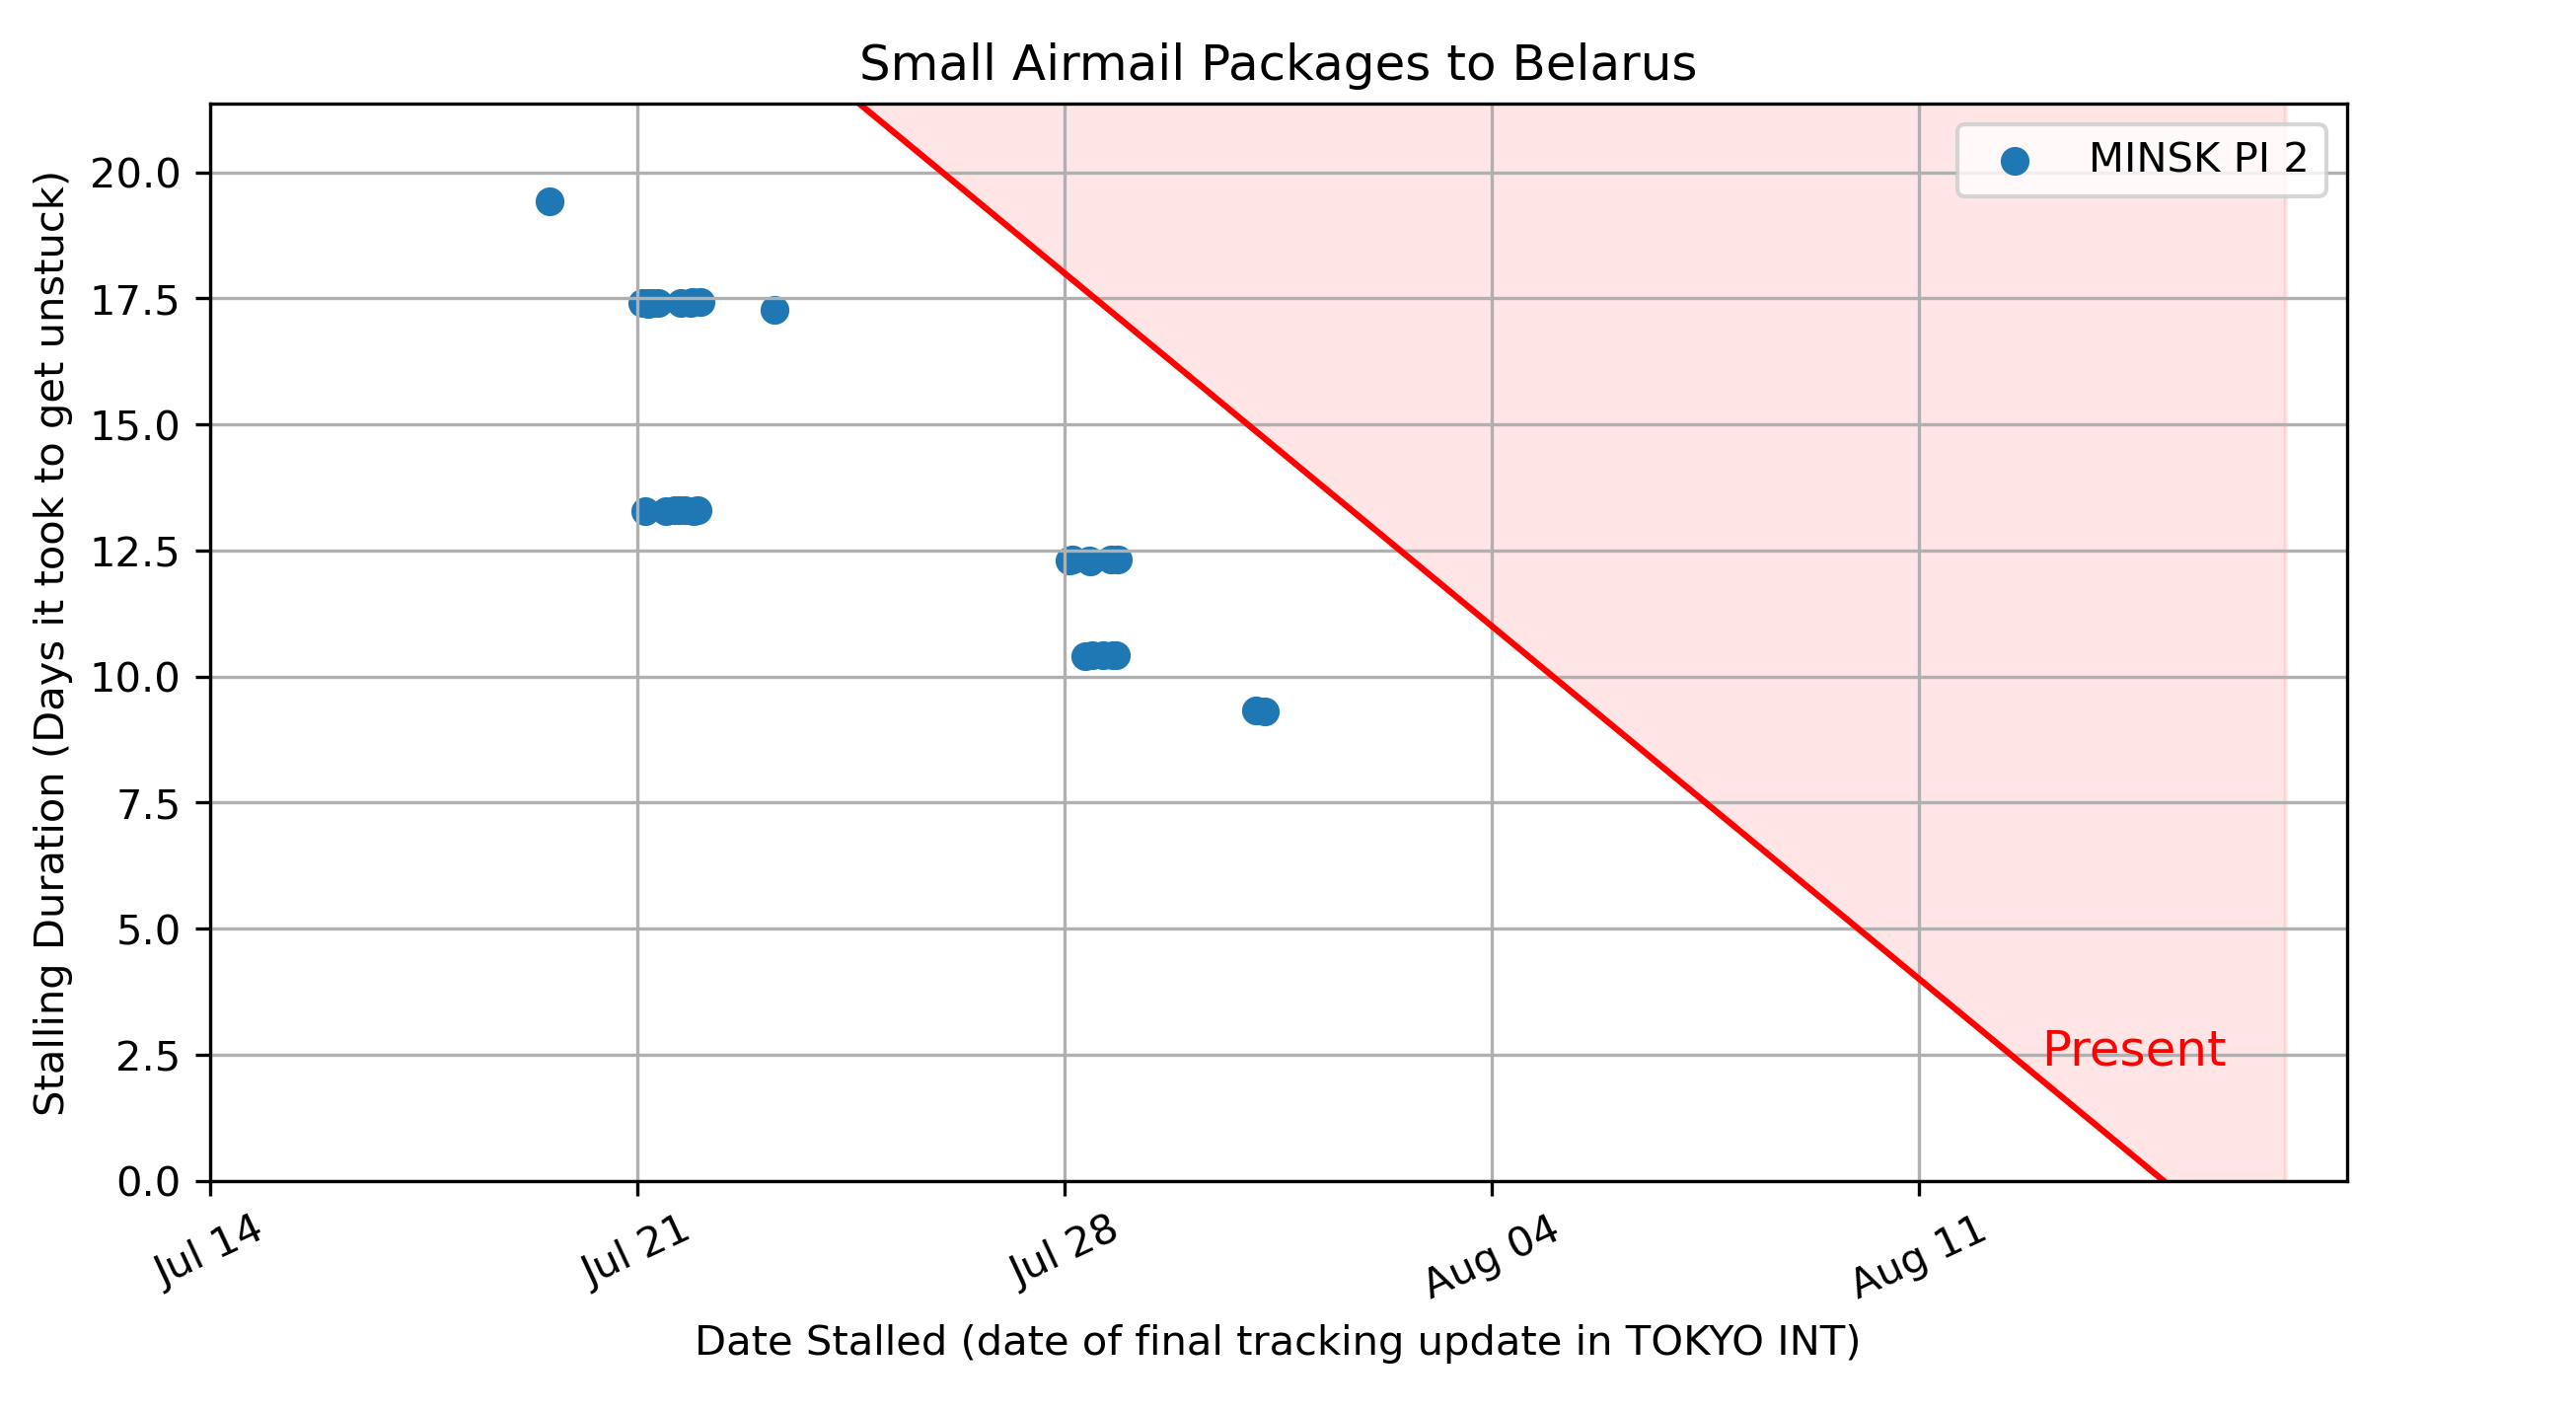 Small Airmail Packages to Belarus
MINSK PI 2
Stalling Duration (Days it took to get unstuck)
20.0
17.5
15.0
12.5
10.0
7.5
5.0
2.5
0.0
Present
Jul 14
Jul 21
Jul 28
Aug 04
Aug 11
Date Stalled (date of final tracking update in TOKYO INT)